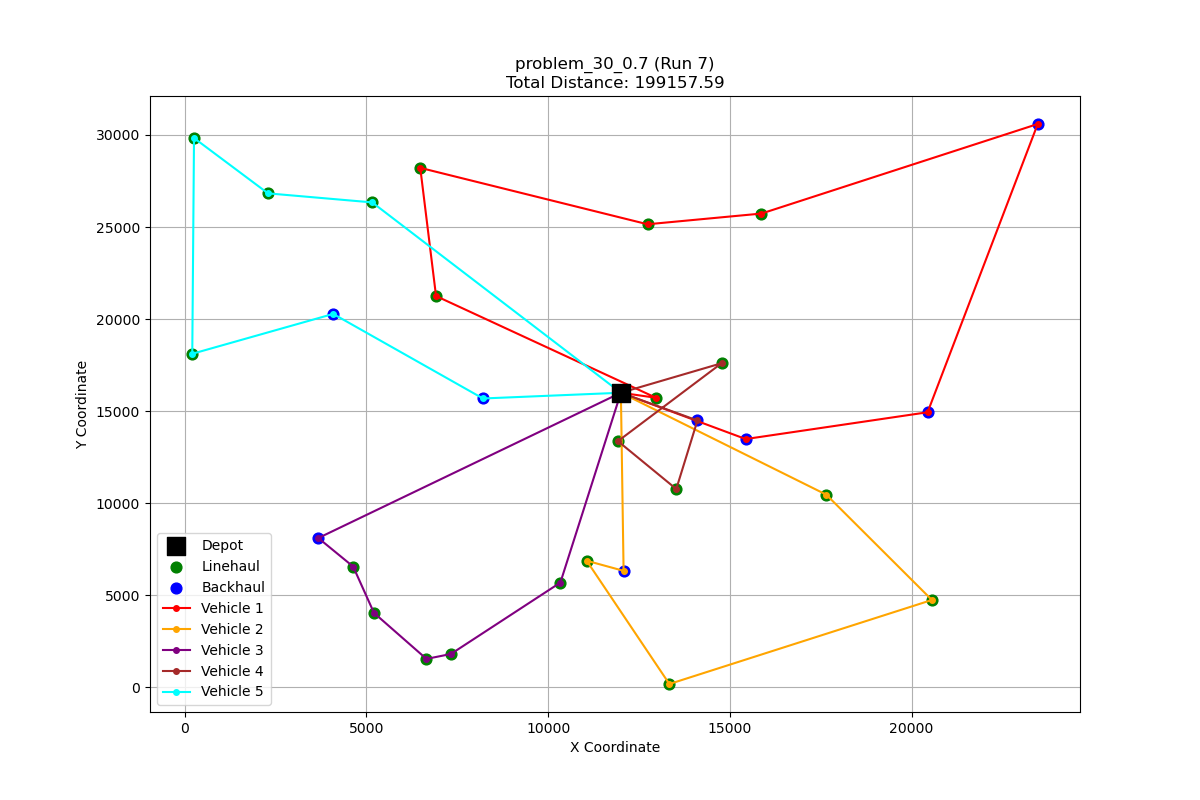 problem_30_0.7 (Run 7)
Total Distance: 199157.59
Y Coordinate
30000
25000
20000
15000
10000
5000
0
Depot
Linehaul
Backhaul
Vehicle 1
Vehicle 2
Vehicle 3
Vehicle 4
Vehicle 5
0 5000 10000 15000 20000
X Coordinate